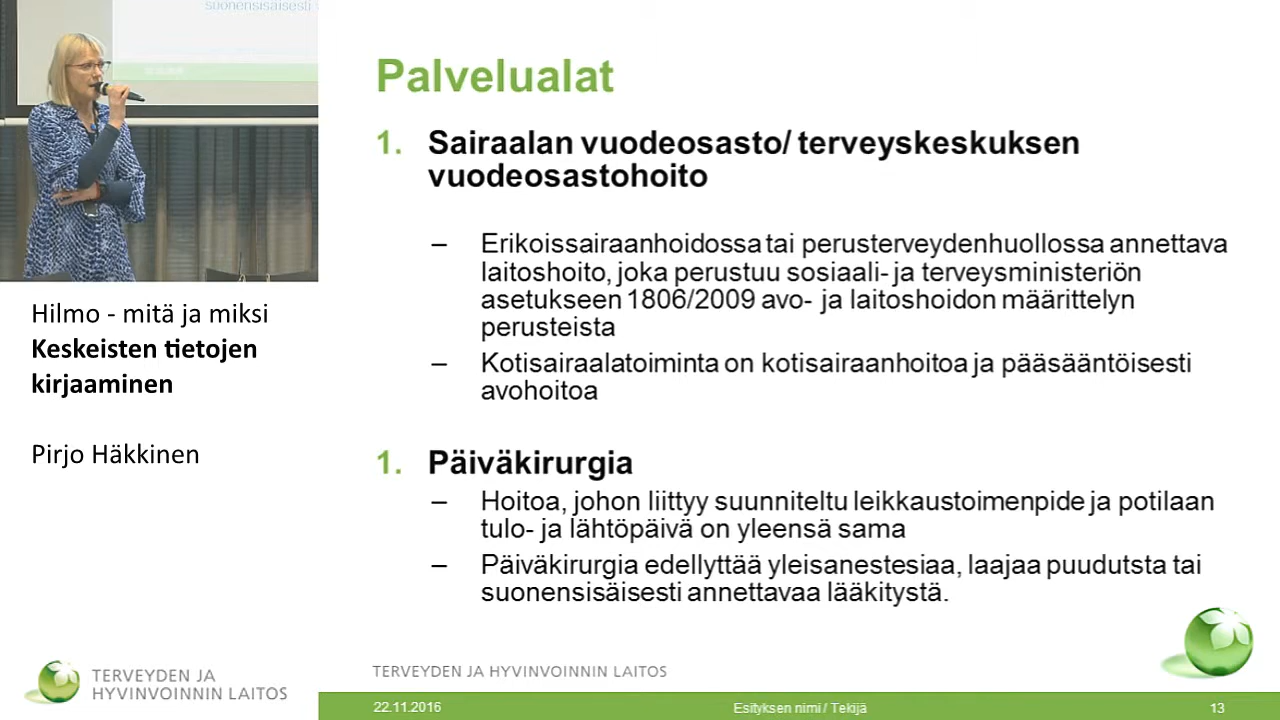 suonensisäisesti
Hilmo - mitä ja miksi
Keskeisten tietojen
kirjaaminen
Pirjo Häkkinen
TERVEYDEN JA
HYVINVOINNIN LAITOS
Palvelualat
1. Sairaalan vuodeosasto/ terveyskeskuksen
vuodeosastohoito
– Erikoissairaanhoidossa tai perusterveydenhuollossa annettava
laitoshoito, joka perustuu sosiaali- ja terveysministeriön
asetukseen 1806/2009 avo- ja laitoshoidon määrittelyn
perusteista
– Kotisairaalatoiminta on kotisairaanhoitoa ja pääsääntöisesti
avohoitoa
1. Päiväkirurgia
– Hoitoa, johon liittyy suunniteltu leikkaustoimenpide ja potilaan
tulo- ja lähtöpäivä on yleensä sama
– Päiväkirurgia edellyttää yleisanestesiaa, laajaa puudutsta tai
suonensisäisesti annettavaa lääkitystä.
TERVEYDEN JA HYVINVOINNIN LAITOS
22.11.2016 Esityksen nimi / Tekijä 13